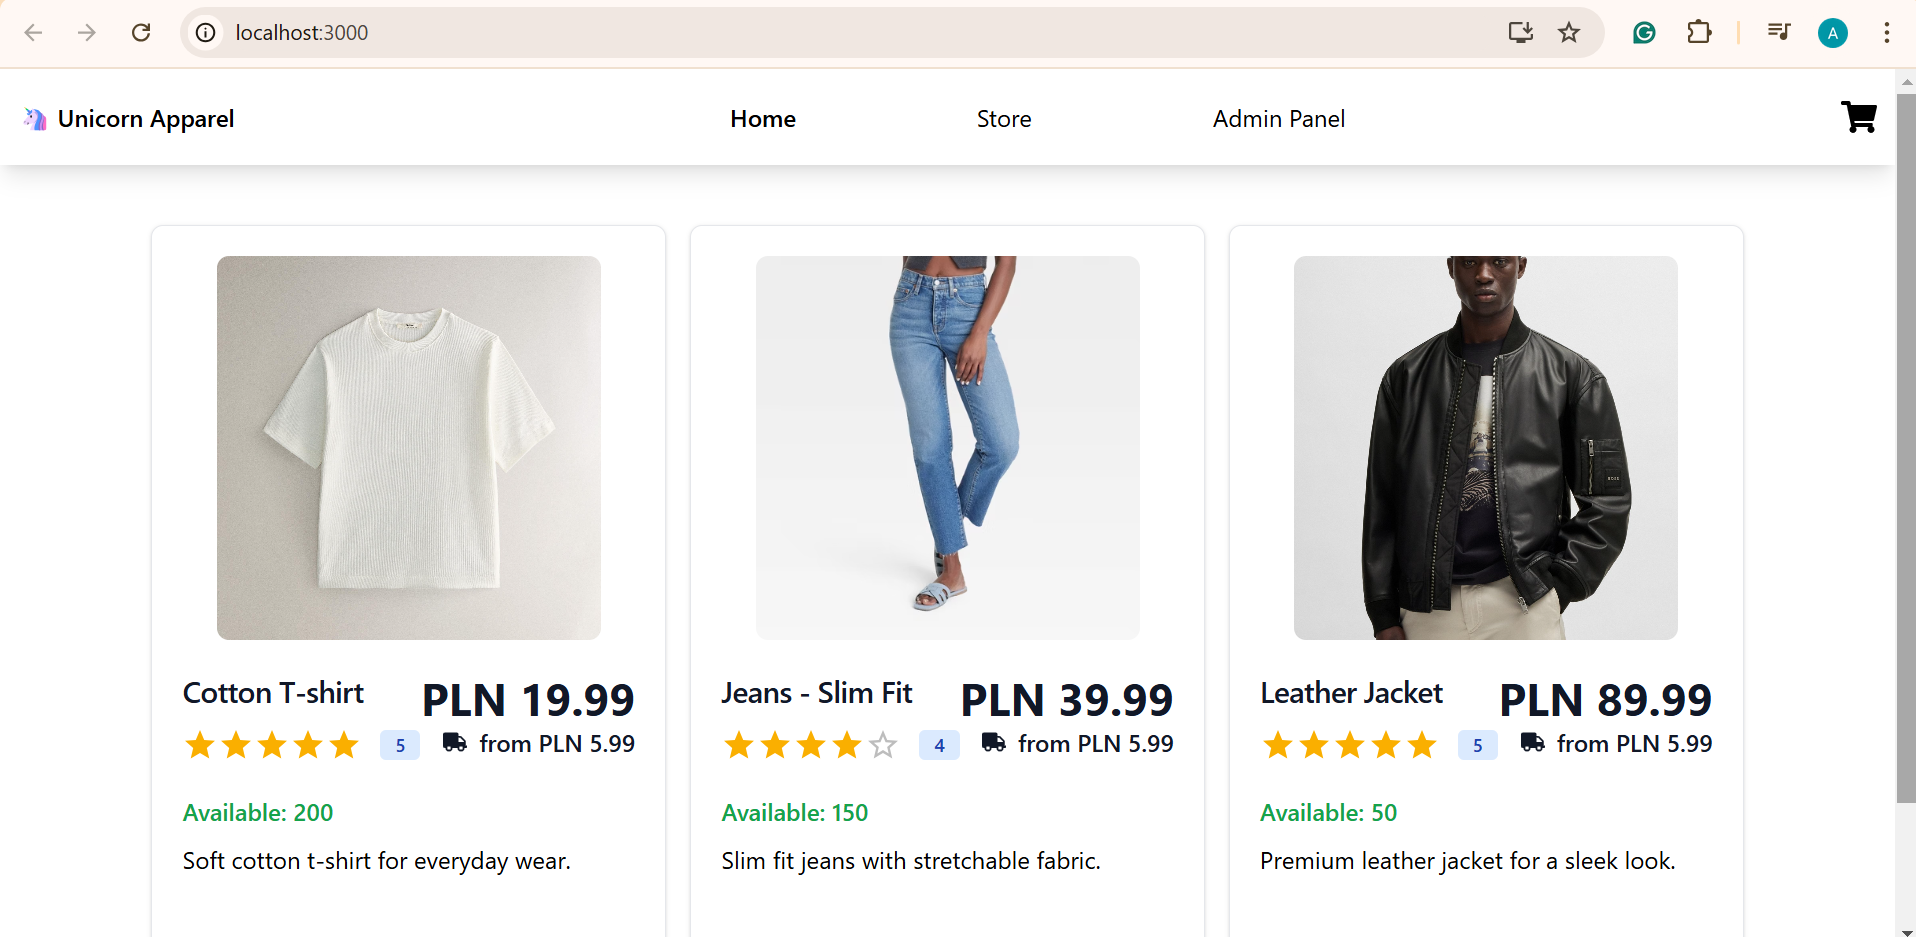 localhost:3000
A
Unicorn Apparel
Home
Store
Admin Panel
Cotton T-shirt
PLN 19.99
5
from PLN 5.99
Available: 200
Soft cotton t-shirt for everyday wear.
Jeans - Slim Fit
PLN 39.99
4
from PLN 5.99
Available: 150
Slim fit jeans with stretchable fabric.
Leather Jacket
PLN 89.99
5
from PLN 5.99
Available: 50
Premium leather jacket for a sleek look.